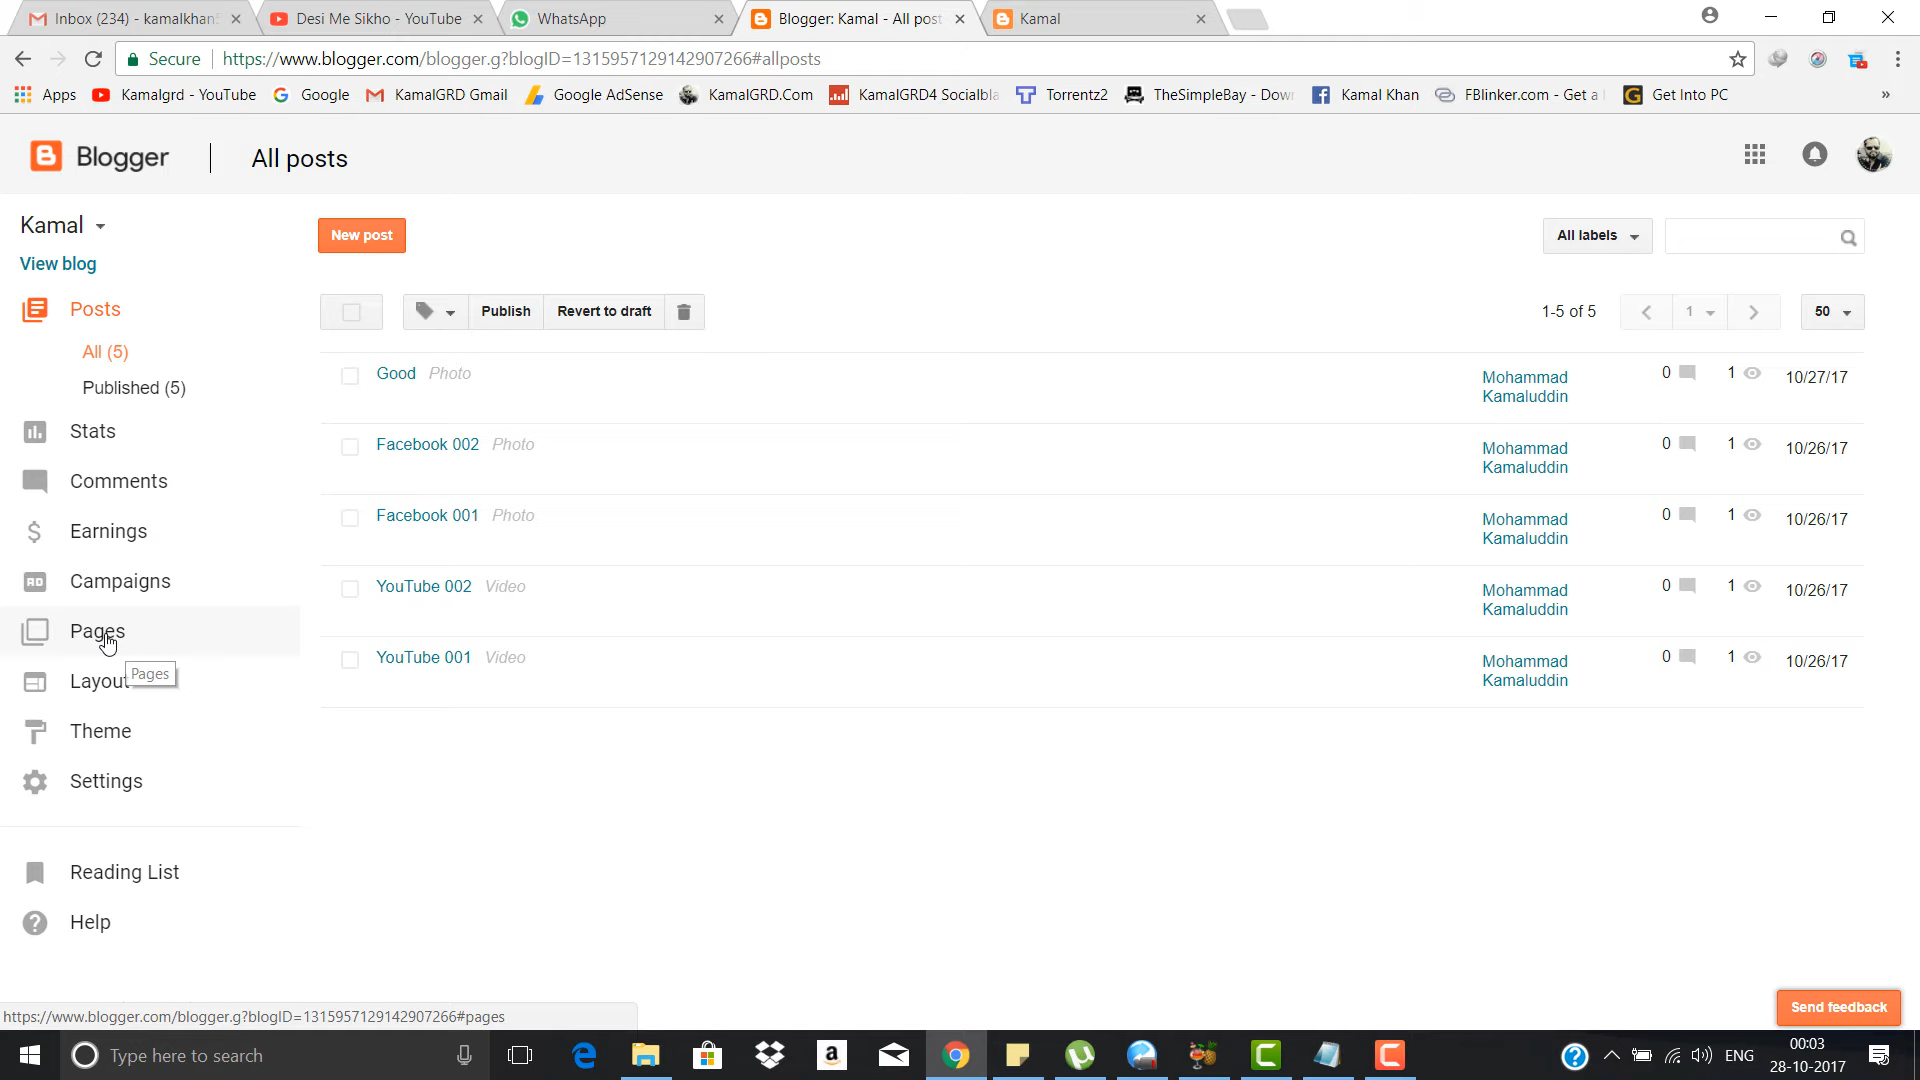 Inbox (234) - kamalkhan
Desi Me Sikho - YouTube
WhatsApp
Blogger: Kamal - All post
Kamal
Secure
https://www.blogger.com/blogger.g?blogID=1315957129142907266#allposts
Apps
Kamalgrd - YouTube
Google
KamalGRD Gmail
Google AdSense
KamalGRD.Com
KamalGRD4 Socialbla
Torrentz2
TheSimpleBay - Dow
Kamal Khan
FBlinker.com - Get a
Get Into PC
»
Blogger
All posts
Kamal
View blog
New post
All labels
Posts
All (5)
Published (5)
Stats
Comments
Earnings
AD
Campaigns
Pages
Pages
Layout
Theme
Settings
Reading List
Help
Publish
Revert to draft
1-5 of 5
1
50
Good Photo
Mohammad Kamaluddin
0
1
10/27/17
Facebook 002 Photo
Mohammad Kamaluddin
0
1
10/26/17
Facebook 001 Photo
Mohammad Kamaluddin
0
1
10/26/17
YouTube 002 Video
Mohammad Kamaluddin
0
1
10/26/17
YouTube 001 Video
Mohammad Kamaluddin
0
1
10/26/17
Send feedback
https://www.blogger.com/blogger.g?blogID=1315957129142907266#pages
Type here to search
ENG
00:03
28-10-2017